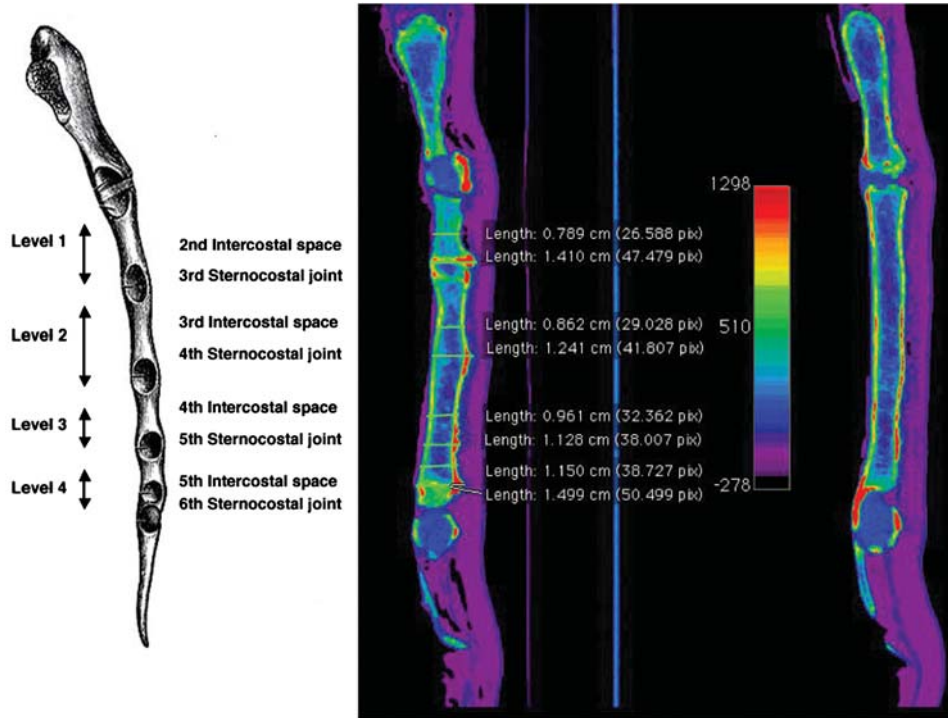 Level 1
2nd Intercostal space
3rd Sternocostal joint
Level 2
3rd Intercostal space
4th Sternocostal joint
Level 3
4th Intercostal space
5th Sternocostal joint
Level 4
5th Intercostal space
6th Sternocostal joint
Length: 0.789 cm (26.588 pix)
Length: 1.410 cm (47.479 pix)
Length: 0.862 cm (29.028 pix)
Length: 1.241 cm (41.807 pix)
Length: 0.961 cm (32.362 pix)
Length: 1.128 cm (38.007 pix)
Length: 1.150 cm (38.727 pix)
Length: 1.499 cm (50.499 pix)
1298
510
-278